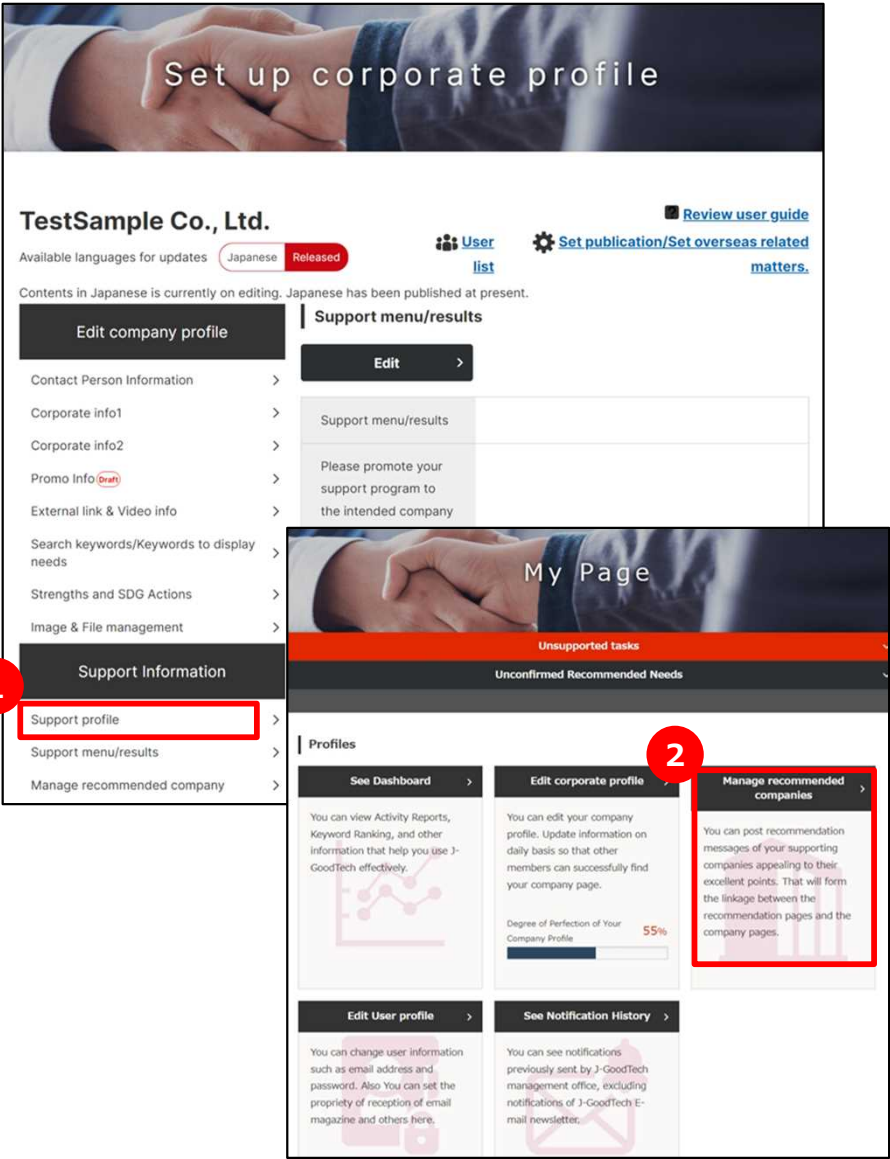 Set up corporate profile
TestSample Co., Ltd.
Review user guide
User list
Set publication/Set overseas related matters.
Available languages for updates Japanese Released
Contents in Japanese is currently on editing. Japanese has been published at present.
Edit company profile
Contact Person Information
Corporate info1
Corporate info2
Promo Info Draft
External link & Video info
Search keywords/Keywords to display
needs
Strengths and SDG Actions
Image & File management
Support Information
Support profile
Support menu/results
Manage recommended company
Support menu/results
Edit
Support menu/results
Please promote your
support program to
the intended company
My Page
Unsupported tasks
Unconfirmed Recommended Needs
Profiles
2
See Dashboard
You can view Activity Reports,
Keyword Ranking, and other
information that help you use J-
GoodTech effectively.
Edit corporate profile
You can edit your company
profile. Update information on
daily basis so that other
members can successfully find
your company page.
Degree of Perfection of Your
Company Profile
55%
Manage recommended
companies
You can post recommendation
messages of your supporting
companies appealing to their
excellent points. That will form
the linkage between the
recommendation pages and the
company pages.
Edit User profile
You can change user information
such as email address and
password. Also You can set the
propriety of reception of email
magazine and others here.
See Notification History
You can see notifications
previously sent by J-GoodTech
management office, excluding
notifications of J-GoodTech E-
mail newsletter.